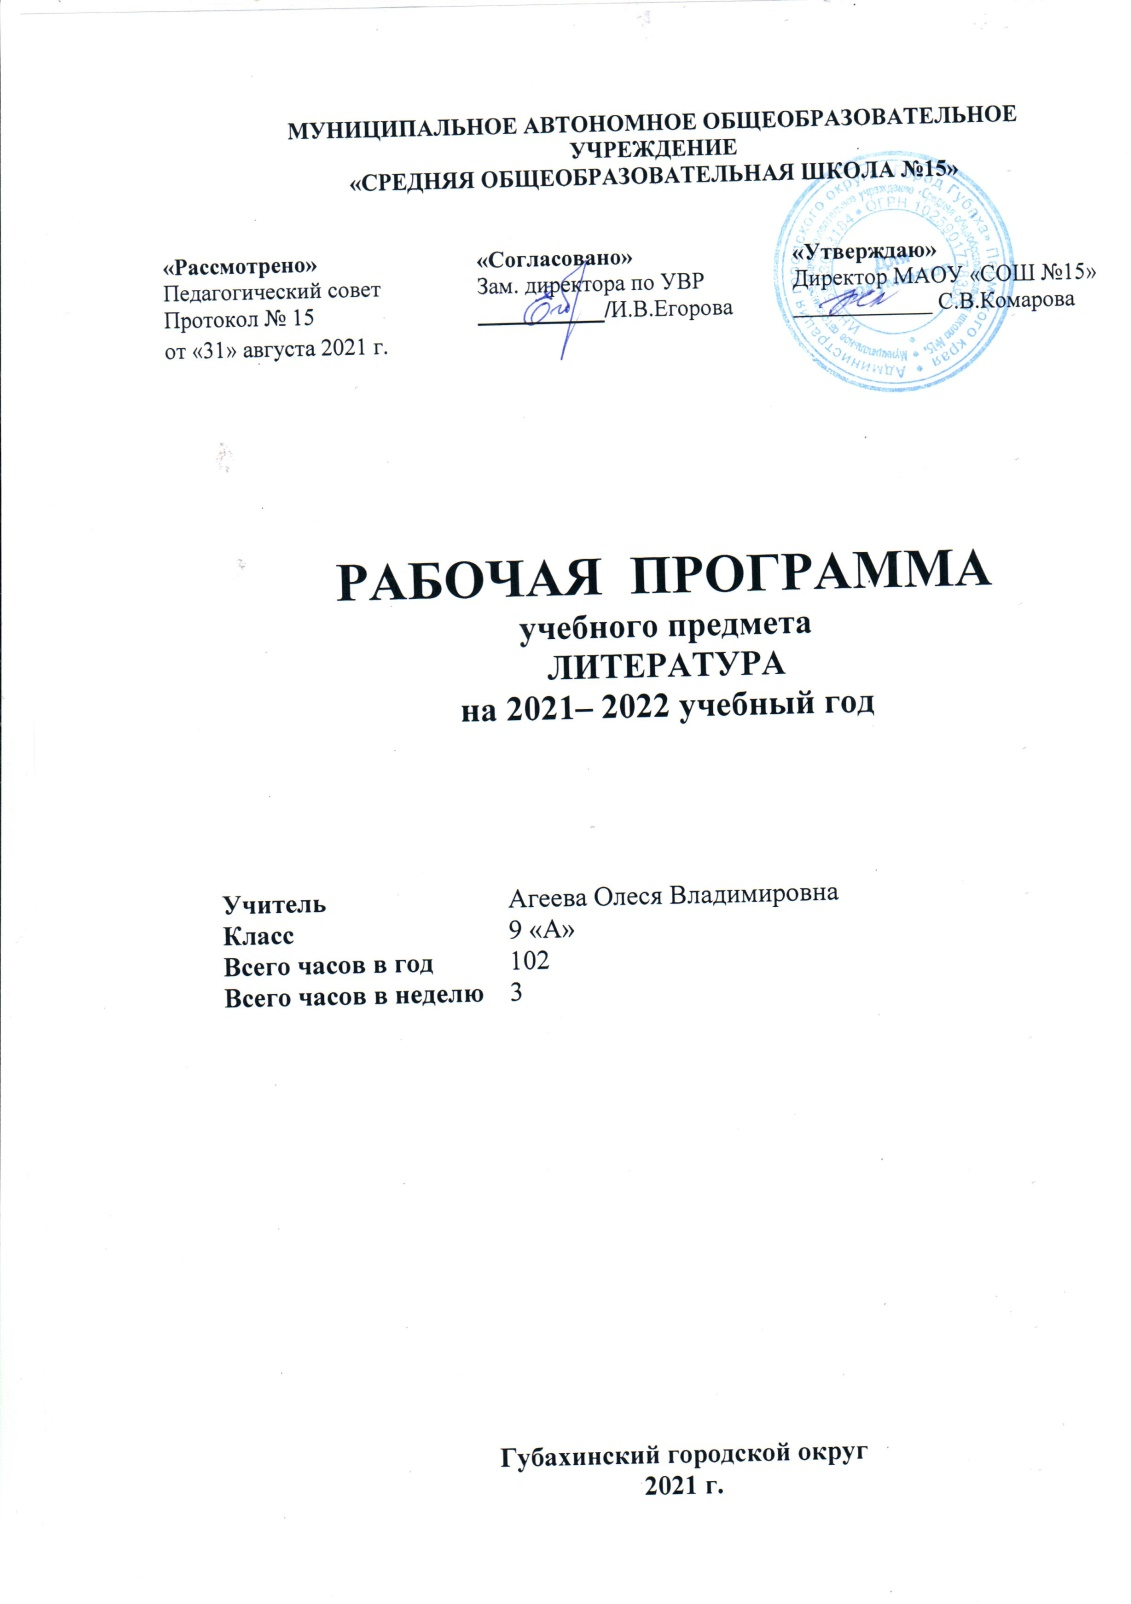 МУНИЦИПАЛЬНОЕ АВТОНОМНОЕ ОБЩЕОБРАЗОВАТЕЛЬНОЕ
УЧРЕЖДЕНИЕ
«СРЕДНЯЯ ОБЩЕОБРАЗОВАТЕЛЬНАЯ ШКОЛА №15»
«Рассмотрено»
Педагогический совет
Протокол № 15
от «31» августа 2021 г.
«Согласовано»
Зам. директора по УВР
___________/И.В.Егорова
«Утверждаю»
Директор МАОУ «СОШ №15»
____________ С.В.Комарова
РАБОЧАЯ ПРОГРАММА
учебного предмета
ЛИТЕРАТУРА
на 2021– 2022 учебный год
Учитель Агеева Олеся Владимировна
Класс 9 «А»
Всего часов в год 102
Всего часов в неделю 3
Губахинский городской округ
2021 г.